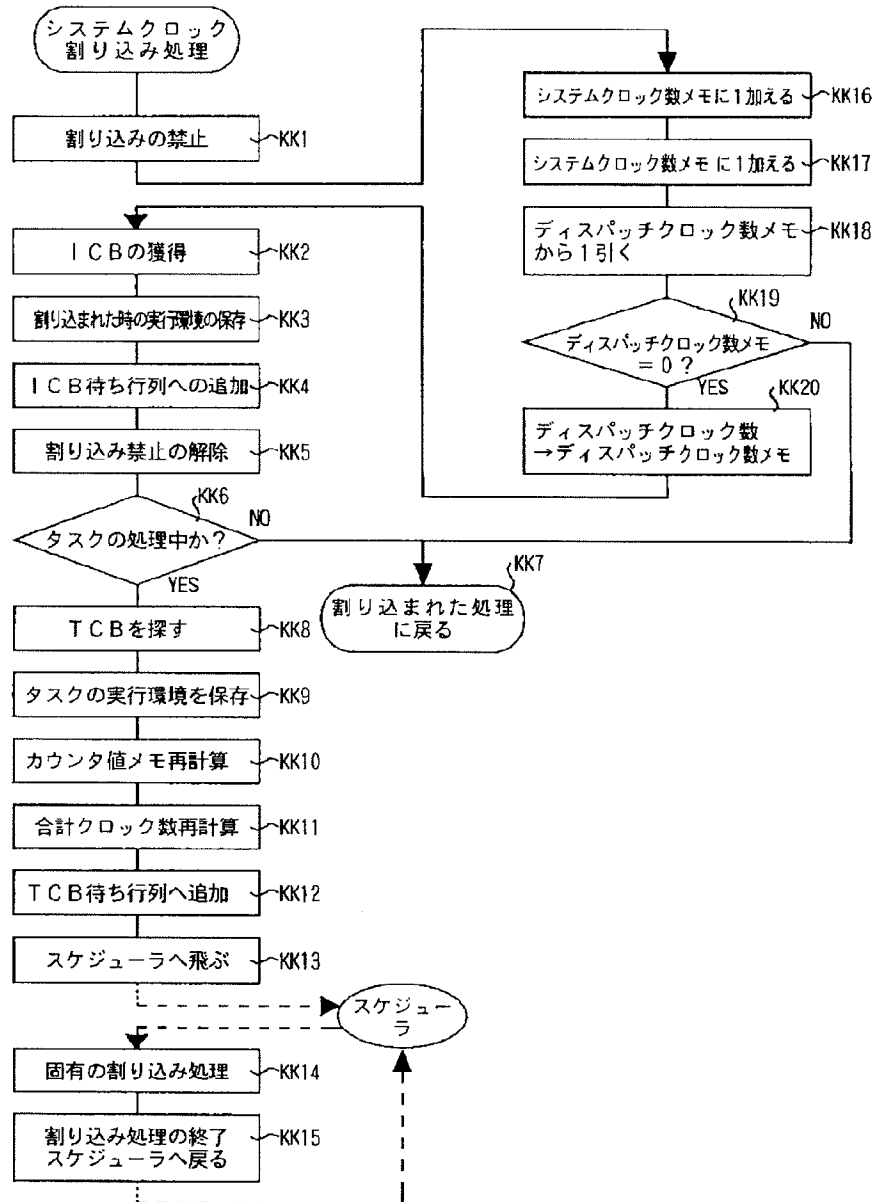 システムクロック
割り込み処理
割り込みの禁止
KK1
システムクロック数メモに1加える
KK16
システムクロック数メモに1加える
KK17
ディスパッチクロック数メモ
から1引く
KK18
KK19
ディスパッチクロック数メモ
=0?
NO
YES
KK20
ディスパッチクロック数
→ディスパッチクロック数メモ
ICBの獲得
KK2
割り込まれた時の実行環境の保存
KK3
ICB待ち行列への追加
KK4
割り込み禁止の解除
KK5
KK6
タスクの処理中か?
NO
YES
KK7
割り込まれた処理
に戻る
TCBを探す
KK8
タスクの実行環境を保存
KK9
カウンタ値メモ再計算
KK10
合計クロック数再計算
KK11
TCB待ち行列へ追加
KK12
スケジューラへ飛ぶ
KK13
スケジュー
ラ
固有の割り込み処理
KK14
割り込み処理の終了
スケジューラへ戻る
KK15